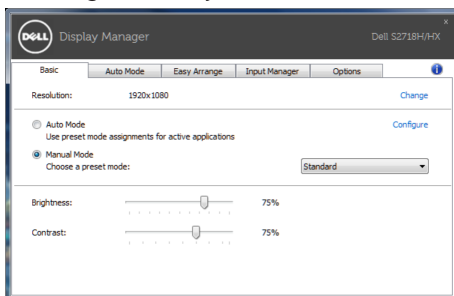 x
DELL Display Manager Dell S2718H/HX
Basic Auto Mode Easy Arrange Input Manager Options i
Resolution: 1920x1080 Change
Auto Mode Configure
Use preset mode assignments for active applications
Manual Mode
Choose a preset mode: Standard
Brightness: 75%
Contrast: 75%